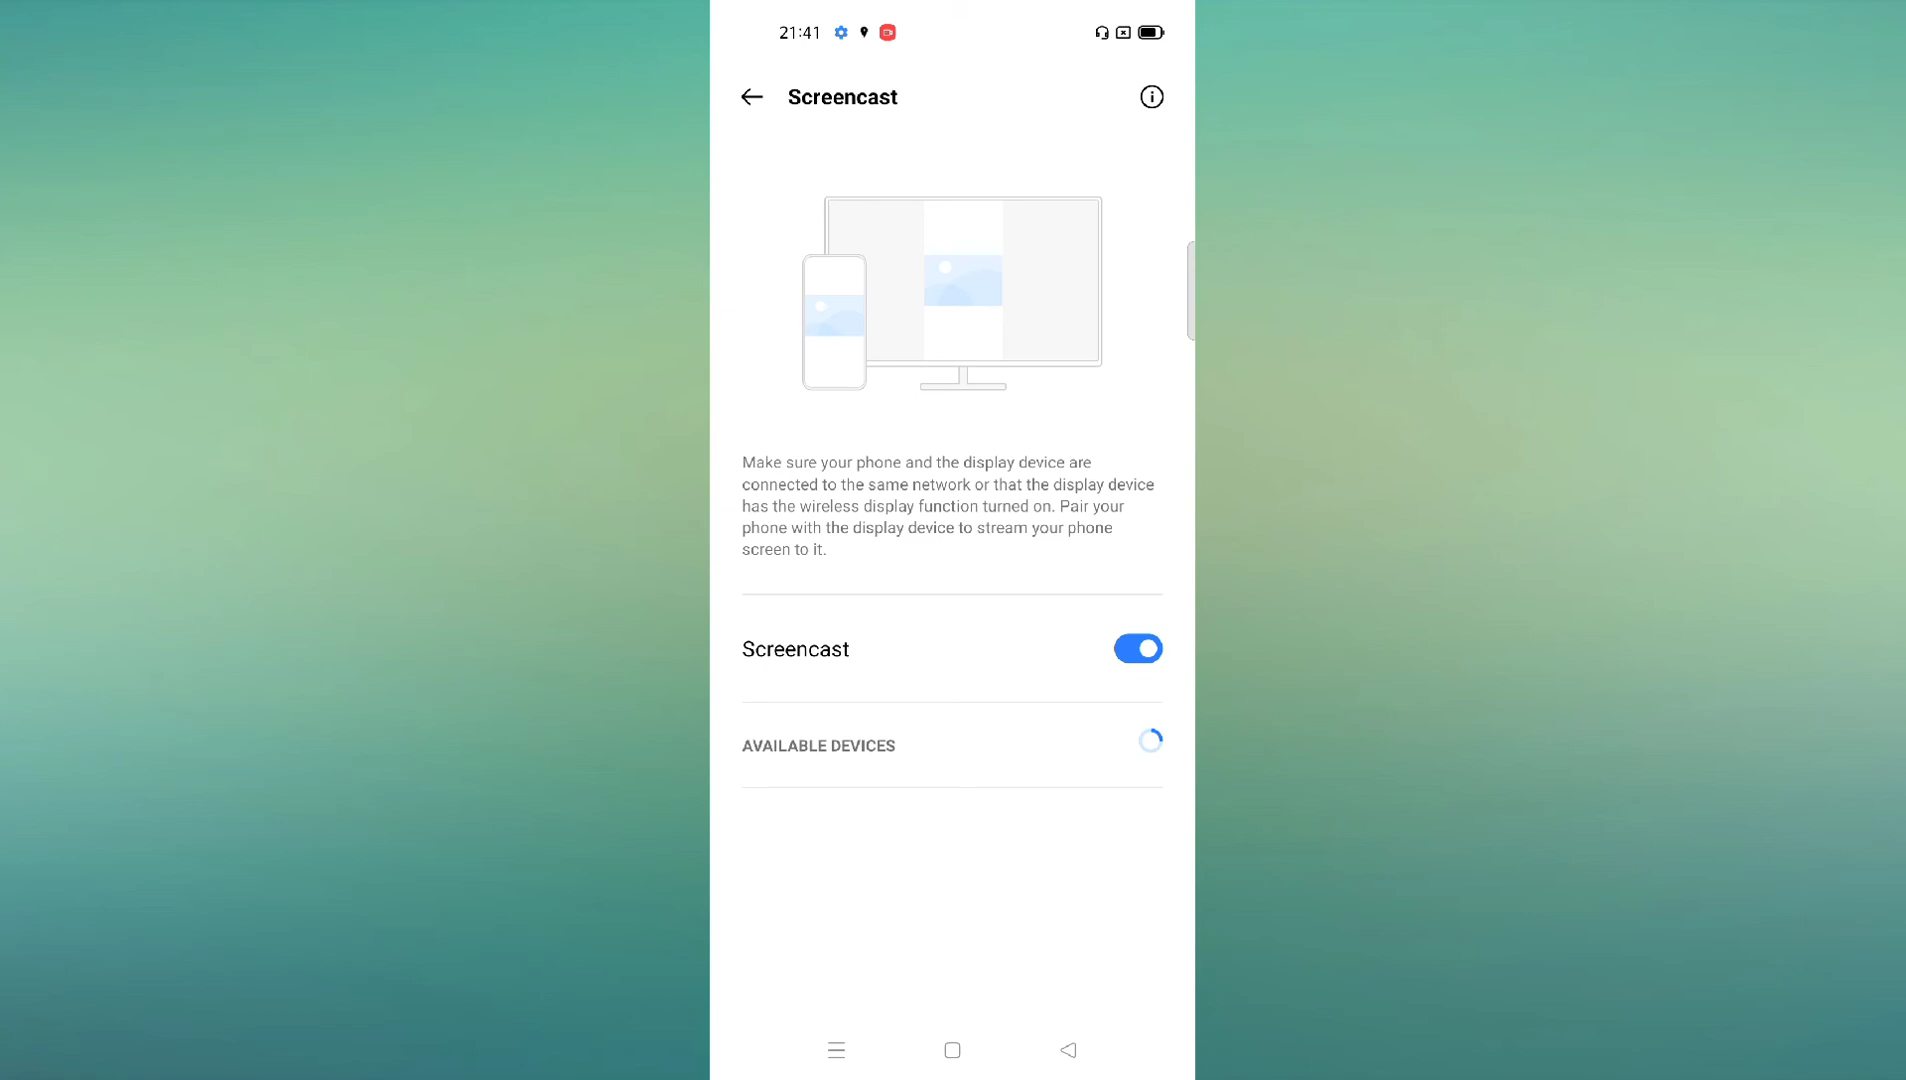 21:41
Screencast
Make sure your phone and the display device are
connected to the same network or that the display device
has the wireless display function turned on. Pair your
phone with the display device to stream your phone
screen to it.
Screencast
AVAILABLE DEVICES